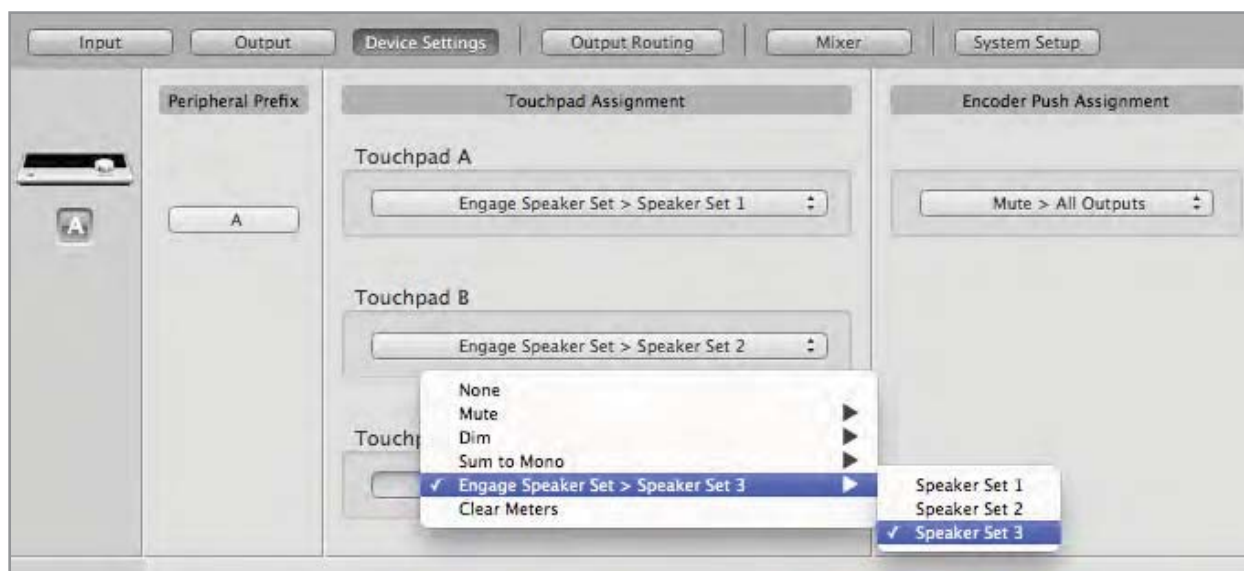 Input Output Device Settings Output Routing Mixer System Setup
Peripheral Prefix Touchpad Assignment Encoder Push Assignment
Touchpad A
Engage Speaker Set > Speaker Set 1 Mute > All Outputs
A A
Touchpad B
Engage Speaker Set > Speaker Set 2
None
Mute
Dim
Sum to Mono
✓ Engage Speaker Set > Speaker Set 3
Clear Meters
Speaker Set 1
Speaker Set 2
✓ Speaker Set 3